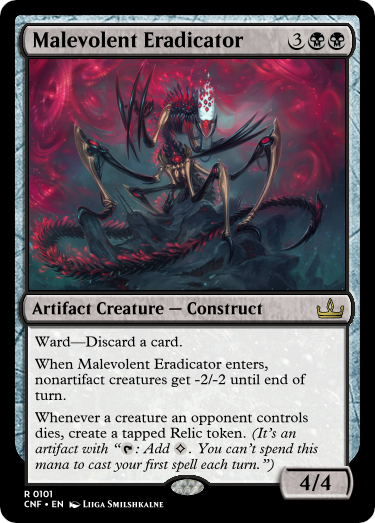 Malevolent Eradicator 3
Artifact Creature — Construct
Ward—Discard a card.
When Malevolent Eradicator enters,
nonartifact creatures get -2/-2 until end of
turn.
Whenever a creature an opponent controls
dies, create a tapped Relic token. (It's an
artifact with “: Add . You can't spend this
mana to cast your first spell each turn.”)
4/4
R 0101
CNF • EN Liiga Smilshkalne